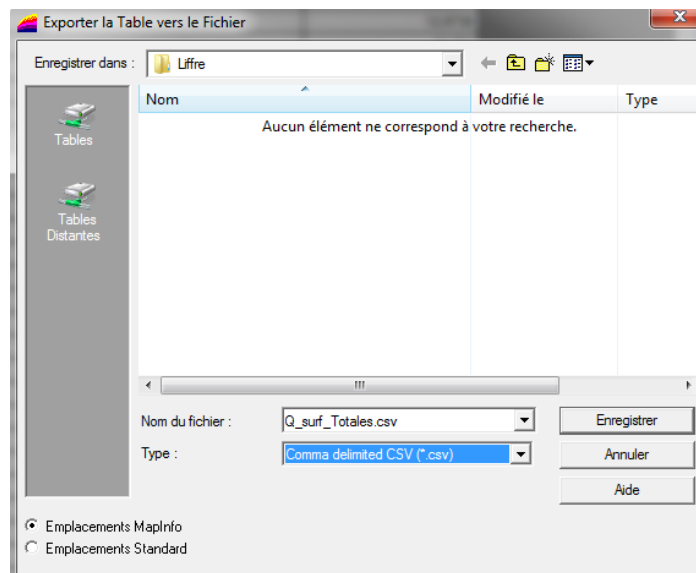 Exporter la Table vers le Fichier
Enregistrer dans :
Liffre
Nom
Modifié le
Type
Aucun élément ne correspond à votre recherche.
Tables
Tables
Distantes
Nom du fichier :
Q_surf_Totales.csv
Enregistrer
Type :
Comma delimited CSV (*.csv)
Annuler
Aide
Emplacements MapInfo
Emplacements Standard